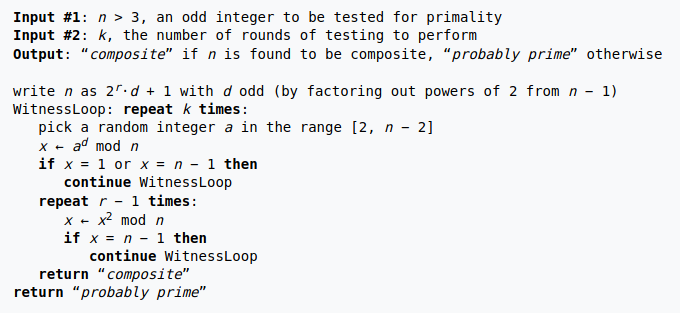 Input #1: n > 3, an odd integer to be tested for primality
Input #2: k, the number of rounds of testing to perform
Output: “composite” if n is found to be composite, “probably prime” otherwise
write n as 2ʳ·d + 1 with d odd (by factoring out powers of 2 from n − 1)
WitnessLoop: repeat k times:
pick a random integer a in the range [2, n − 2]
x ← aᵈ mod n
if x = 1 or x = n − 1 then
continue WitnessLoop
repeat r − 1 times:
x ← x² mod n
if x = n − 1 then
continue WitnessLoop
return “composite”
return “probably prime”